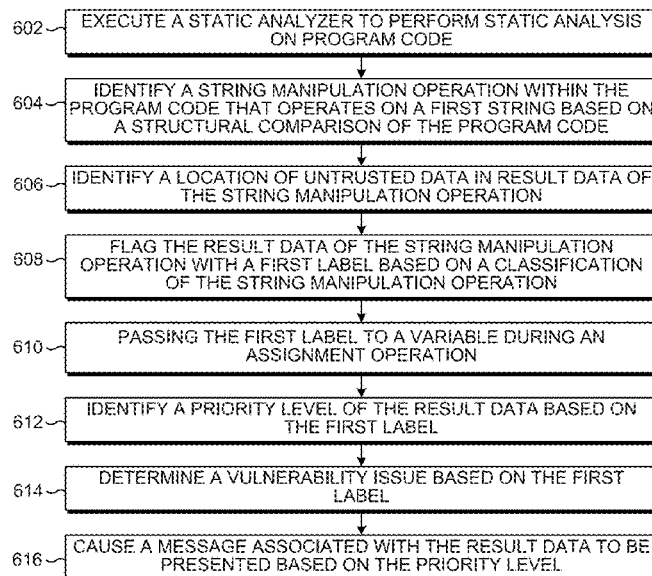 602 EXECUTE A STATIC ANALYZER TO PERFORM STATIC ANALYSIS
ON PROGRAM CODE
604 IDENTIFY A STRING MANIPULATION OPERATION WITHIN THE
PROGRAM CODE THAT OPERATES ON A FIRST STRING BASED ON
A STRUCTURAL COMPARISON OF THE PROGRAM CODE
606 IDENTIFY A LOCATION OF UNTRUSTED DATA IN RESULT DATA OF
THE STRING MANIPULATION OPERATION
608 FLAG THE RESULT DATA OF THE STRING MANIPULATION
OPERATION WITH A FIRST LABEL BASED ON A CLASSIFICATION
OF THE STRING MANIPULATION OPERATION
610 PASSING THE FIRST LABEL TO A VARIABLE DURING AN
ASSIGNMENT OPERATION
612 IDENTIFY A PRIORITY LEVEL OF THE RESULT DATA BASED ON
THE FIRST LABEL
614 DETERMINE A VULNERABILITY ISSUE BASED ON THE FIRST
LABEL
616 CAUSE A MESSAGE ASSOCIATED WITH THE RESULT DATA TO BE
PRESENTED BASED ON THE PRIORITY LEVEL